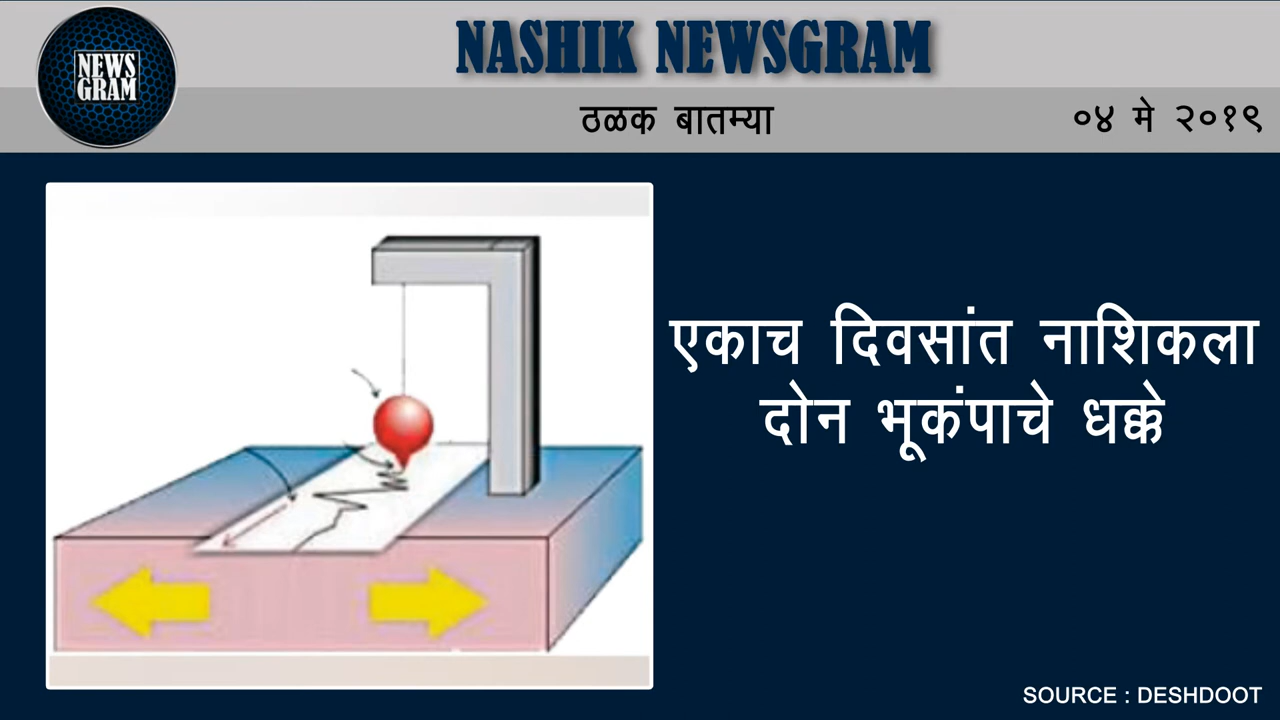 NEWS
GRAM
NASHIK NEWSGRAM
ठळक बातम्या
०४ मे २०१९
एकाच दिवसांत नाशिकला
दोन भूकंपाचे धक्के
SOURCE : DESHDOOT